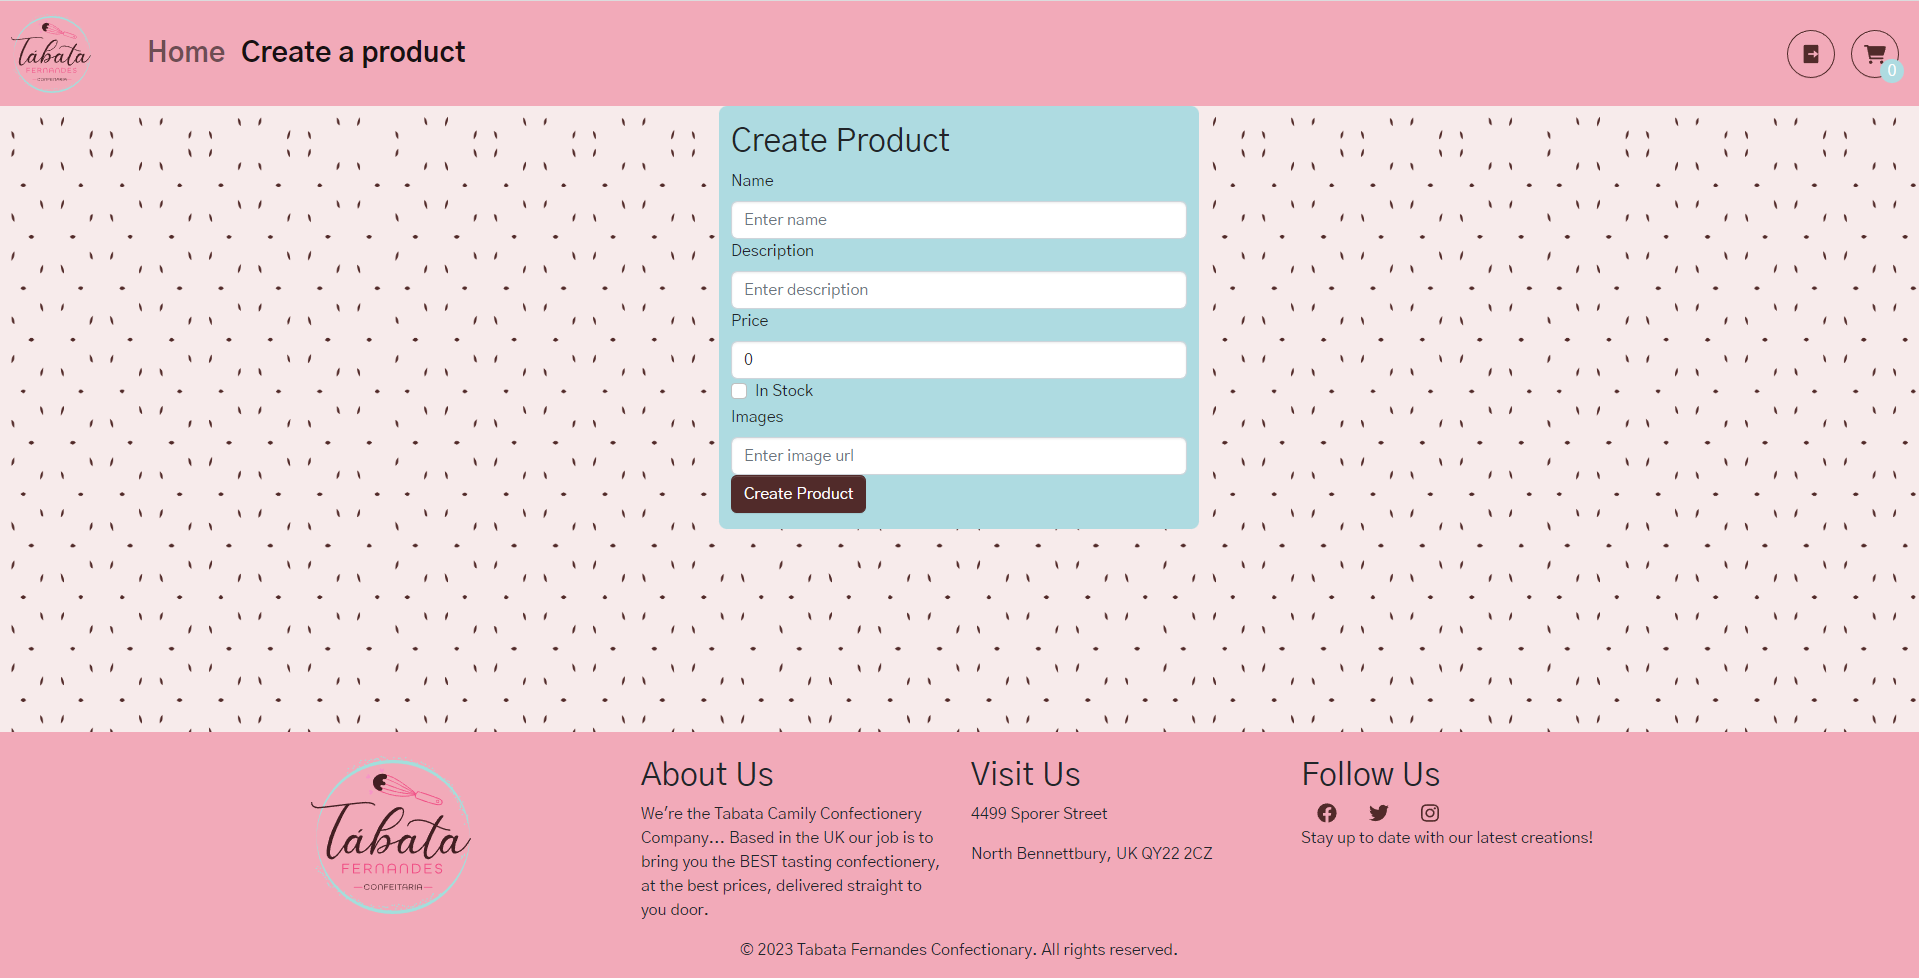 Tábata
FERNANDES
CONFEITARIA
Home Create a product
0
Create Product
Name
Enter name
Description
Enter description
Price
0
In Stock
Images
Enter image url
Create Product
Tábata
FERNANDES
CONFEITARIA
About Us
We're the Tabata Camily Confectionery
Company... Based in the UK our job is to
bring you the BEST tasting confectionery,
at the best prices, delivered straight to
you door.
Visit Us
4499 Sporer Street
North Bennettbury, UK QY22 2CZ
Follow Us
Stay up to date with our latest creations!
© 2023 Tabata Fernandes Confectionary. All rights reserved.